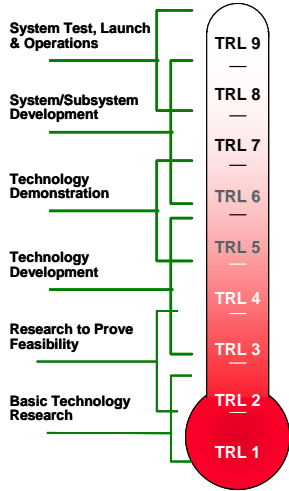 System Test, Launch
& Operations
System/Subsystem
Development
Technology
Demonstration
Technology
Development
Research to Prove
Feasibility
Basic Technology
Research
TRL 9
TRL 8
TRL 7
TRL 6
TRL 5
TRL 4
TRL 3
TRL 2
TRL 1